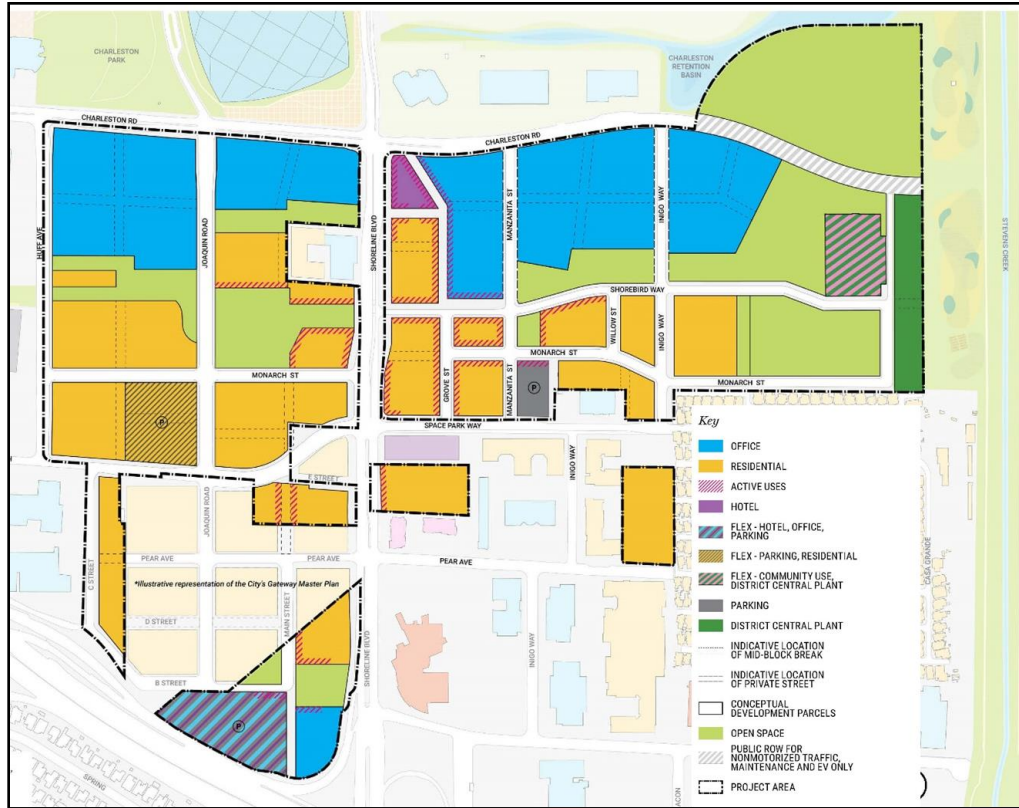 CHARLESTON
PARK
CHARLESTON
RETENTION
BASIN
CHARLESTON RD
CHARLESTON RD
HUFF AVE
JOAQUIN ROAD
SHORELINE BLVD
MANZANITA ST
INIGO WAY
STEVENS CREEK
SHOREBIRD WAY
WILLOW ST
INIGO WAY
MONARCH ST
MONARCH ST
MONARCH ST
GROVE ST
MANZANITA ST
P
P
SPACE PARK WAY
E STREET
JOAQUIN ROAD
INIGO WAY
C STREET
PEAR AVE
PEAR AVE
PEAR AVE
*Illustrative representation of the City's Gateway Master Plan
D STREET
MAIN STREET
SHORELINE BLVD
INIGO WAY
B STREET
P
SPRING
CASA GRANDE
ACON
Key
OFFICE
RESIDENTIAL
ACTIVE USES
HOTEL
FLEX - HOTEL, OFFICE,
PARKING
FLEX - PARKING, RESIDENTIAL
FLEX - COMMUNITY USE,
DISTRICT CENTRAL PLANT
PARKING
DISTRICT CENTRAL PLANT
INDICATIVE LOCATION
OF MID-BLOCK BREAK
INDICATIVE LOCATION
OF PRIVATE STREET
CONCEPTUAL
DEVELOPMENT PARCELS
OPEN SPACE
PUBLIC ROW FOR
NONMOTORIZED TRAFFIC,
MAINTENANCE AND EV ONLY
PROJECT AREA